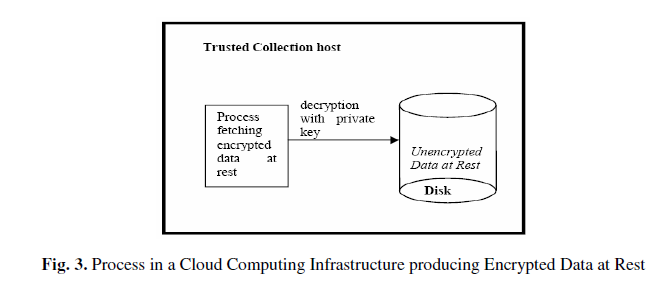 Trusted Collection host
Process
fetching
encrypted
data at
rest
decryption
with private
key
Unencrypted
Data at Rest
Disk
Fig. 3. Process in a Cloud Computing Infrastructure producing Encrypted Data at Rest